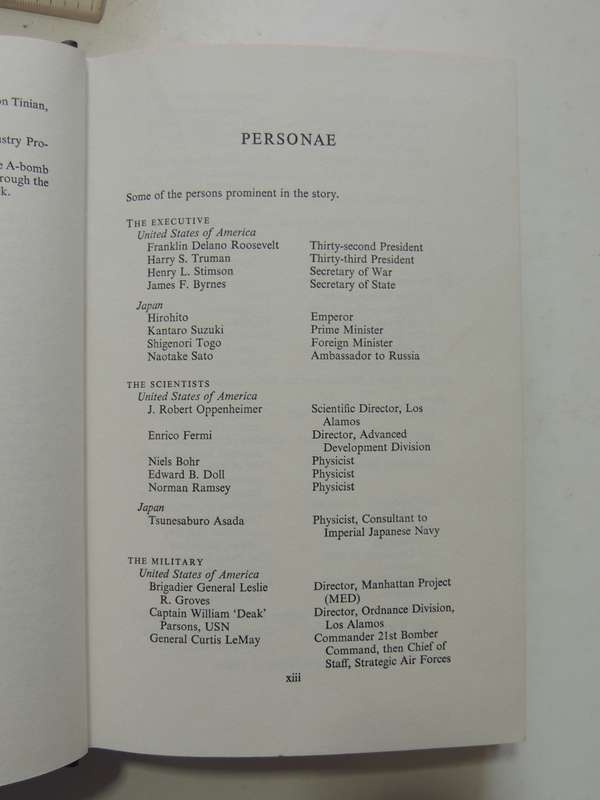 on Tinian,
ustry Pro-
e A-bomb
rough the
k.
PERSONAE
Some of the persons prominent in the story.
THE EXECUTIVE
United States of America
Franklin Delano Roosevelt Thirty-second President
Harry S. Truman Thirty-third President
Henry L. Stimson Secretary of War
James F. Byrnes Secretary of State
Japan
Hirohito Emperor
Kantaro Suzuki Prime Minister
Shigenori Togo Foreign Minister
Naotake Sato Ambassador to Russia
THE SCIENTISTS
United States of America
J. Robert Oppenheimer Scientific Director, Los
Alamos
Enrico Fermi Director, Advanced
Development Division
Niels Bohr Physicist
Edward B. Doll Physicist
Norman Ramsey Physicist
Japan
Tsunesaburo Asada Physicist, Consultant to
Imperial Japanese Navy
THE MILITARY
United States of America
Brigadier General Leslie Director, Manhattan Project
R. Groves (MED)
Captain William 'Deak' Director, Ordnance Division,
Parsons, USN Los Alamos
General Curtis LeMay Commander 21st Bomber
Command, then Chief of
Staff, Strategic Air Forces
xiii